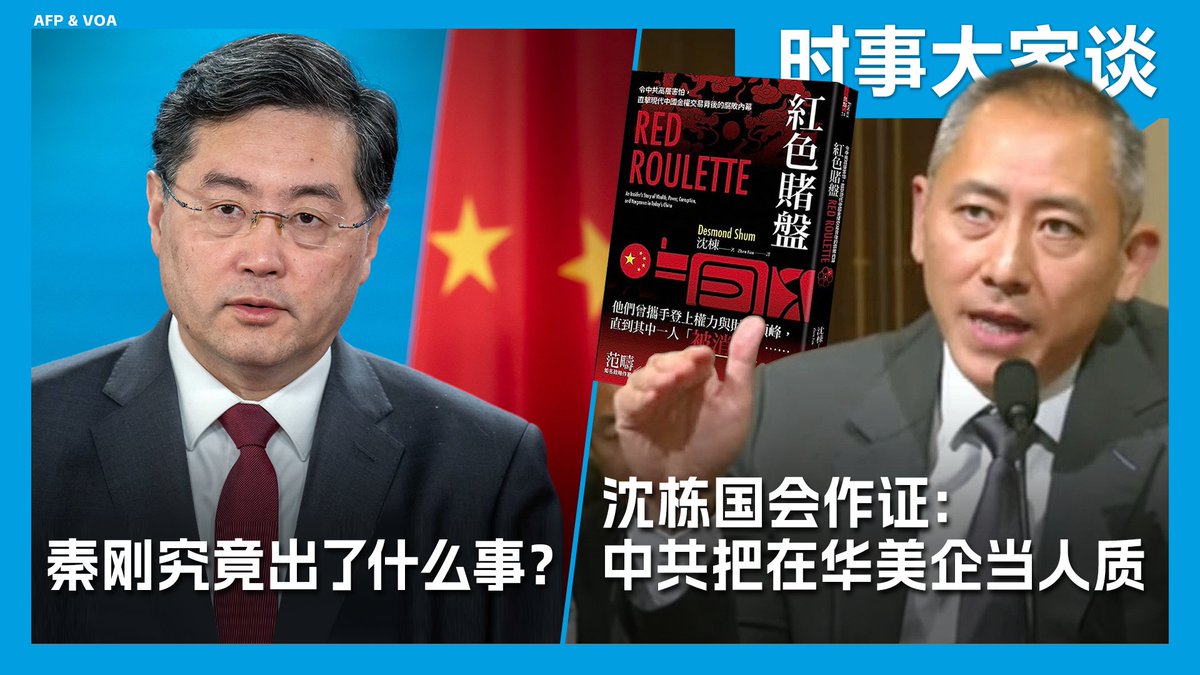 AFP & VOA
时事大家谈
令中共高層害怕，
直擊現代中國金權交易背後的腐敗內幕
RED
ROULETTE
An Insider's Story of Wealth, Power, Corruption,
and Vengeance in Today's China
紅色賭盤
Desmond Shum
沈棟
他們曾攜手登上權力與財
頂峰，
直到其中一人「被消
……
范疇
紅色賭盤 RED ROULETTE
沈棟
秦刚究竟出了什么事？
沈栋国会作证：
中共把在华美企当人质